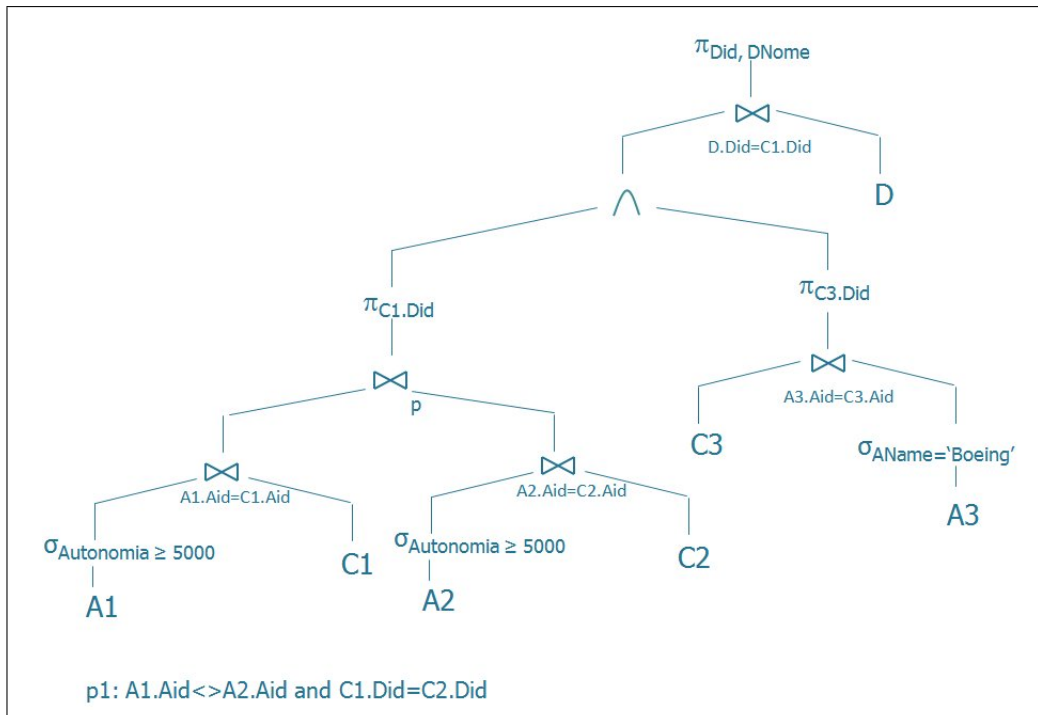 πDid, DNome
⋈
D.Did=C1.Did
D
∩
πC1.Did
πC3.Did
⋈
p
⋈
A3.Aid=C3.Aid
C3
σAName=‘Boeing’
A3
⋈
A1.Aid=C1.Aid
⋈
A2.Aid=C2.Aid
σAutonomia ≥ 5000
C1
σAutonomia ≥ 5000
C2
A1
A2
p1: A1.Aid<>A2.Aid and C1.Did=C2.Did